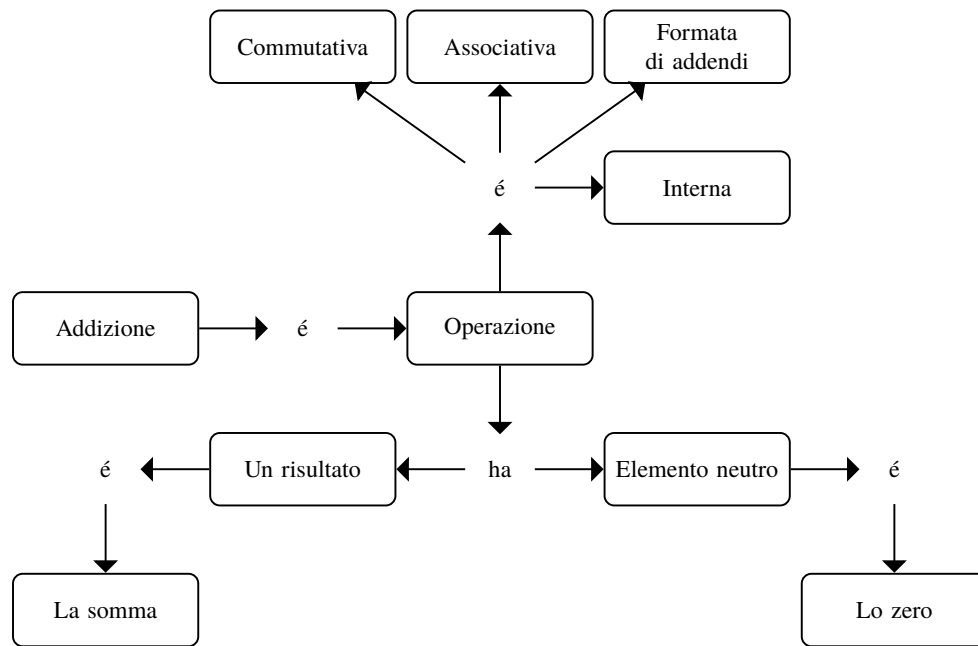 Commutativa
Associativa
Formata
di addendi
é
Interna
Addizione
é
Operazione
é
Un risultato
ha
Elemento neutro
é
La somma
Lo zero